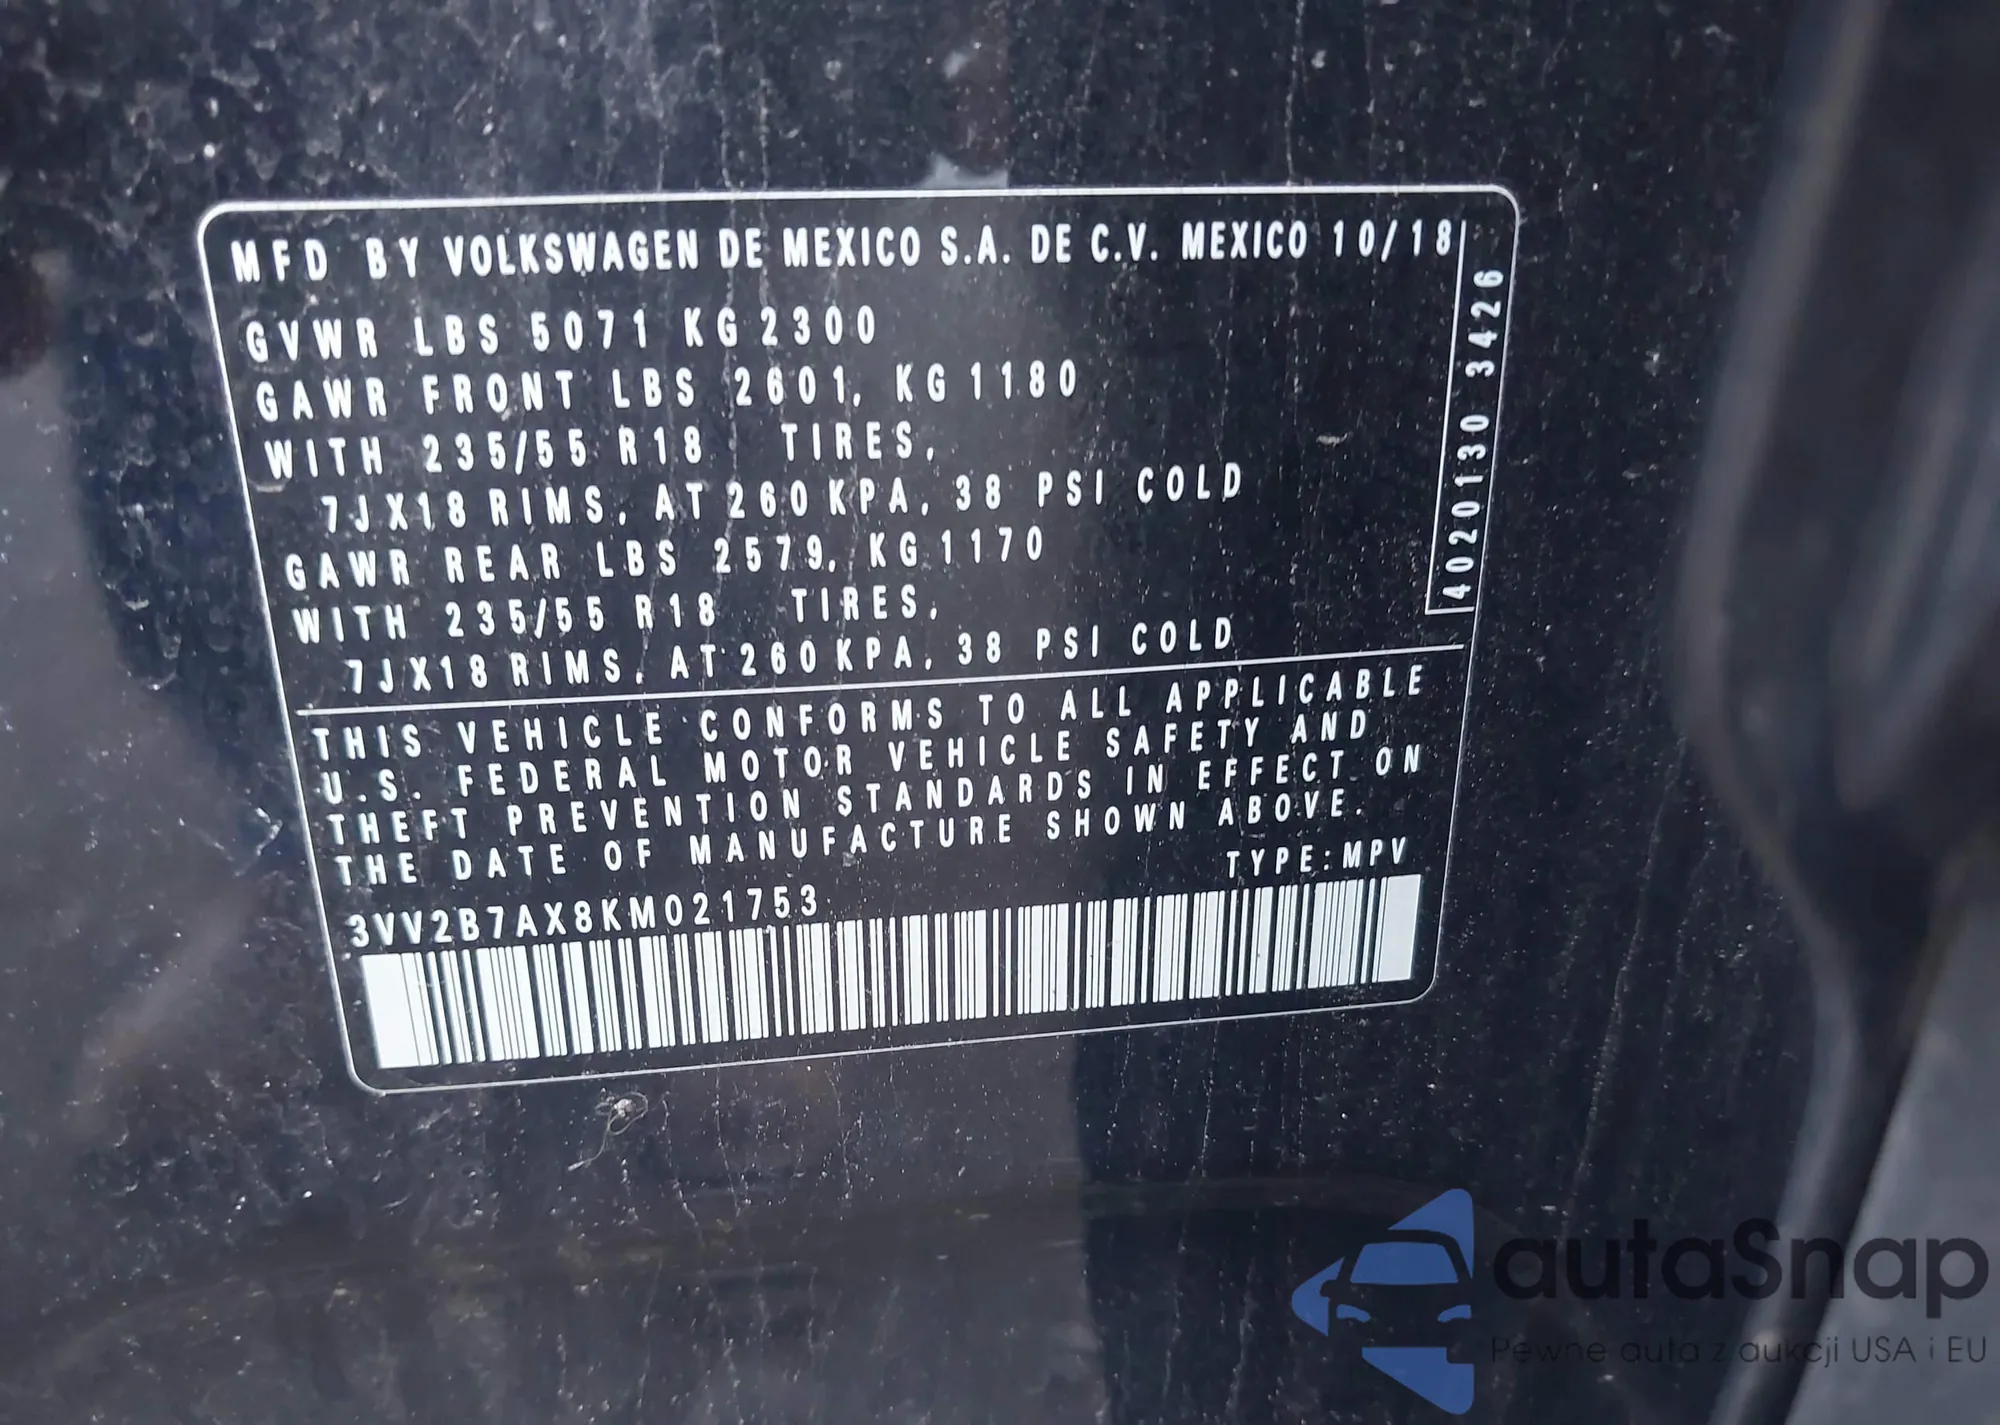 MFD BY VOLKSWAGEN DE MEXICO S.A. DE C.V. MEXICO 10/18
GVWR LBS 5071 KG 2300
GAWR FRONT LBS 2601, KG 1180
WITH 235/55 R18 TIRES,
7JX18 RIMS, AT 260 KPA, 38 PSI COLD
GAWR REAR LBS 2579, KG 1170
WITH 235/55 R18 TIRES,
7JX18 RIMS, AT 260 KPA, 38 PSI COLD
4020130 3426
THIS VEHICLE CONFORMS TO ALL APPLICABLE
U.S. FEDERAL MOTOR VEHICLE SAFETY AND
THEFT PREVENTION STANDARDS IN EFFECT ON
THE DATE OF MANUFACTURE SHOWN ABOVE.
TYPE:MPV
3VV2B7AX8KM021753
autaSnap
Pewne auta z aukcji USA i EU